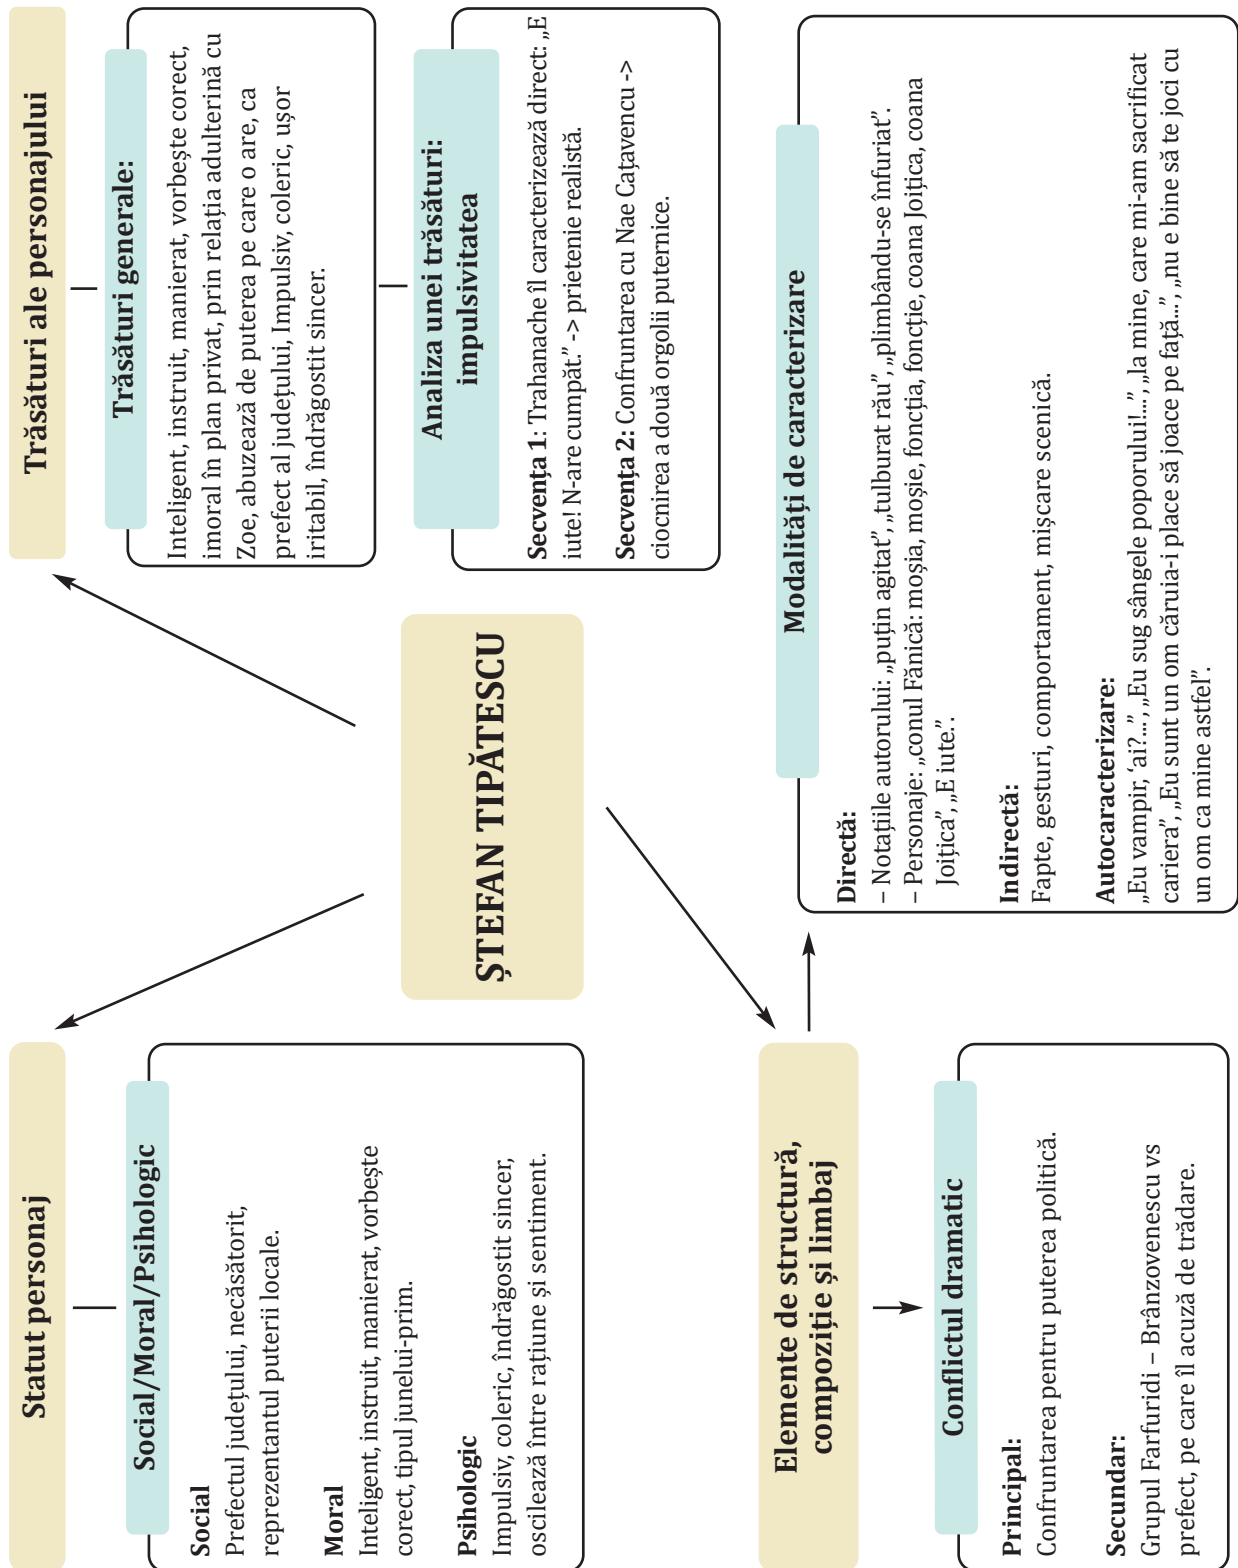 Statut personaj
Social/Moral/Psihologic
Social
Prefectul județului, necăsătorit,
reprezentantul puterii locale.
Moral
Inteligent, instruit, manierat, vorbește
corect, tipul junelui-prim.
Psihologic
Impulsiv, coleric, îndrăgostit sincer,
oscilează între rațiune și sentiment.
ȘTEFAN TIPĂTESCU
Trăsături ale personajului
Trăsături generale:
Inteligent, instruit, manierat, vorbește corect,
imoral în plan privat, prin relația adulterină cu
Zoe, abuzează de puterea pe care o are, ca
prefect al județului, Impulsiv, coleric, ușor
iritabil, îndrăgostit sincer.
Analiza unei trăsături:
impulsivitatea
Secvența 1: Trahanache îl caracterizează direct: „E
iute! N-are cumpăt.” -> prietenie realistă.
Secvența 2: Confruntarea cu Nae Cațavencu ->
ciocnirea a două orgolii puternice.
Elemente de structură,
compoziție și limbaj
Conflictul dramatic
Principal:
Confruntarea pentru puterea politică.
Secundar:
Grupul Farfuridi – Brânzovenescu vs
prefect, pe care îl acuză de trădare.
Modalități de caracterizare
Directă:
– Notațiile autorului: „puțin agitat”, „tulburat rău”, „plimbându-se înfuriat”.
– Personaje: „conul Fănică: moșia, moșie, foncția, foncție, coana Joițica, coana
Joițica”, „E iute.”.
Indirectă:
Fapte, gesturi, comportament, mișcare scenică.
Autocaracterizare:
„Eu vampir, ‘ai?...”, „Eu sug sângele poporului!...”, „la mine, care mi-am sacrificat
cariera”, „Eu sunt un om căruia-i place să joace pe față...”, „nu e bine să te joci cu
un om ca mine astfel”.